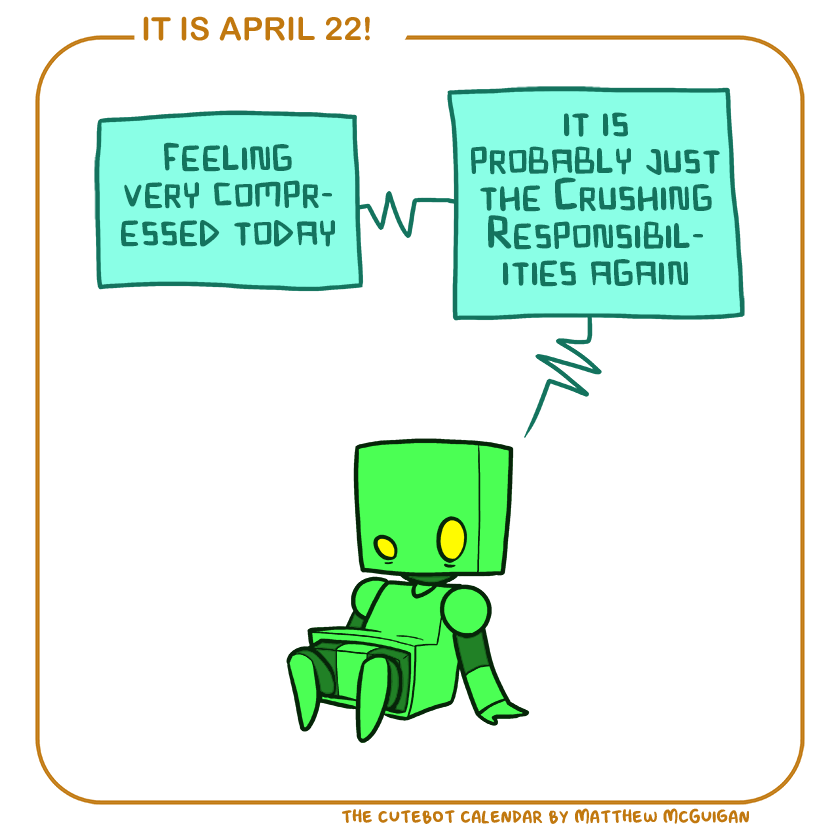 IT IS APRIL 22!
FEELING
VERY COMPR-
ESSED TODAY
IT IS
PROBABLY JUST
THE CRUSHING
RESPONSIBIL-
ITIES AGAIN
THE CUTEBOT CALENDAR BY MATTHEW MCGUIGAN